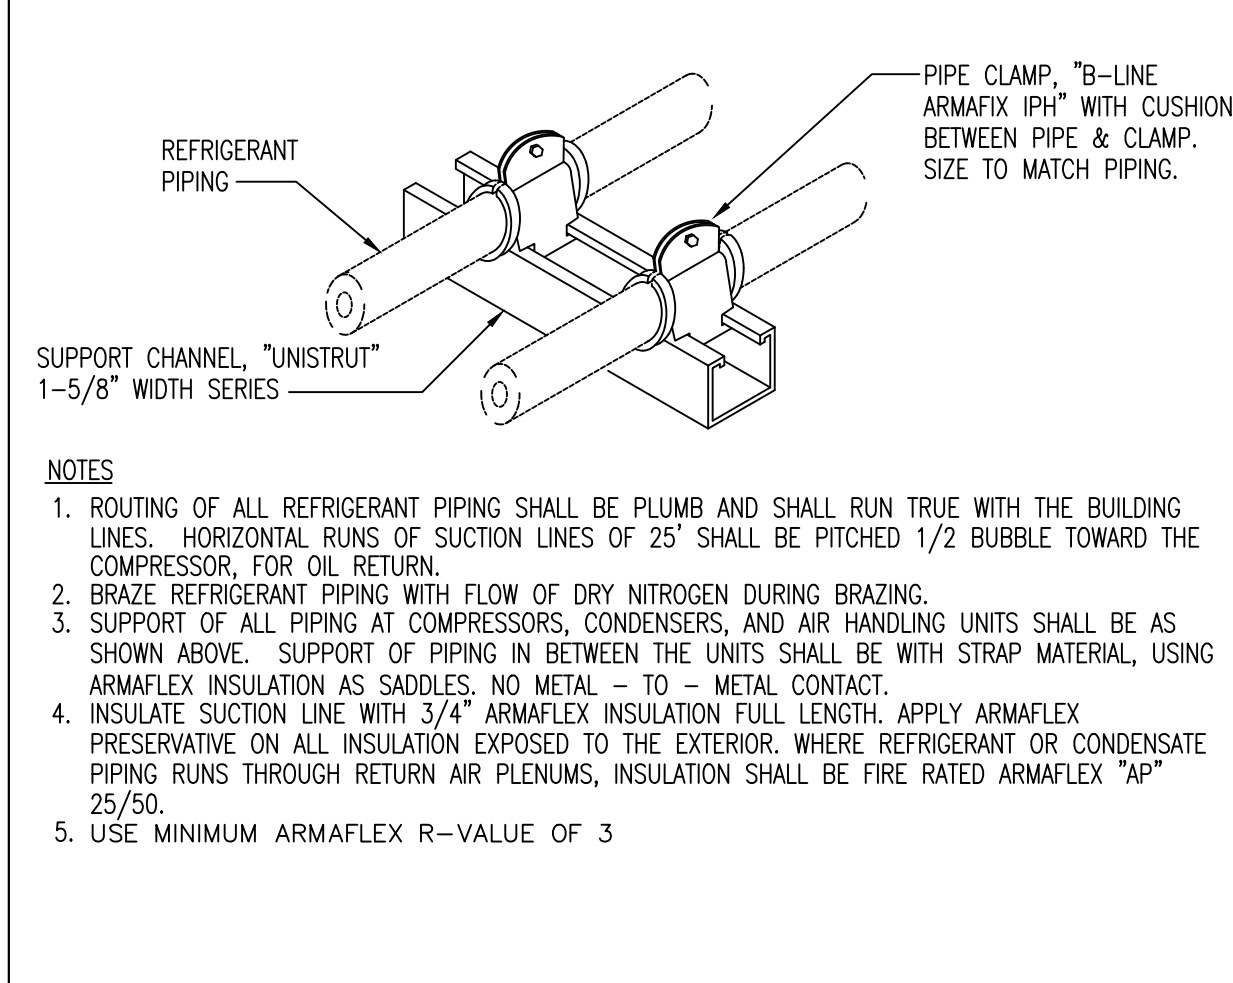 REFRIGERANT
PIPING
PIPE CLAMP, "B-LINE
ARMAFIX IPH" WITH CUSHION
BETWEEN PIPE & CLAMP.
SIZE TO MATCH PIPING.
SUPPORT CHANNEL, "UNISTRUT"
1-5/8" WIDTH SERIES
NOTES
1. ROUTING OF ALL REFRIGERANT PIPING SHALL BE PLUMB AND SHALL RUN TRUE WITH THE BUILDING
LINES. HORIZONTAL RUNS OF SUCTION LINES OF 25' SHALL BE PITCHED 1/2 BUBBLE TOWARD THE
COMPRESSOR, FOR OIL RETURN.
2. BRAZE REFRIGERANT PIPING WITH FLOW OF DRY NITROGEN DURING BRAZING.
3. SUPPORT OF ALL PIPING AT COMPRESSORS, CONDENSERS, AND AIR HANDLING UNITS SHALL BE AS
SHOWN ABOVE. SUPPORT OF PIPING IN BETWEEN THE UNITS SHALL BE WITH STRAP MATERIAL, USING
ARMAFLEX INSULATION AS SADDLES. NO METAL - TO - METAL CONTACT.
4. INSULATE SUCTION LINE WITH 3/4" ARMAFLEX INSULATION FULL LENGTH. APPLY ARMAFLEX
PRESERVATIVE ON ALL INSULATION EXPOSED TO THE EXTERIOR. WHERE REFRIGERANT OR CONDENSATE
PIPING RUNS THROUGH RETURN AIR PLENUMS, INSULATION SHALL BE FIRE RATED ARMAFLEX "AP"
25/50.
5. USE MINIMUM ARMAFLEX R-VALUE OF 3